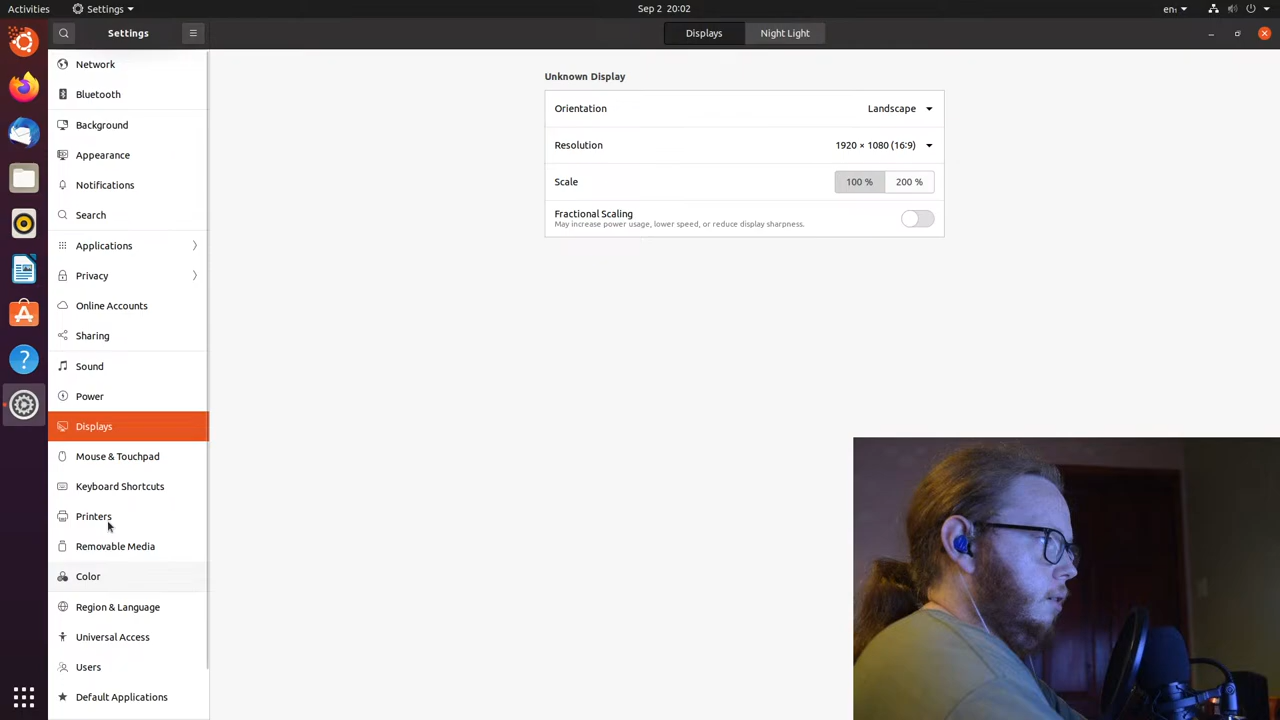 Activities
Settings
Sep 2 20:02
en₁
Settings
Displays
Night Light
Network
Bluetooth
Background
Appearance
Notifications
Search
Applications
Privacy
Online Accounts
Sharing
Sound
Power
Displays
Mouse & Touchpad
Keyboard Shortcuts
Printers
Removable Media
Color
Region & Language
Universal Access
Users
Default Applications
Unknown Display
Orientation
Landscape
Resolution
1920 × 1080 (16:9)
Scale
100 %
200 %
Fractional Scaling
May increase power usage, lower speed, or reduce display sharpness.